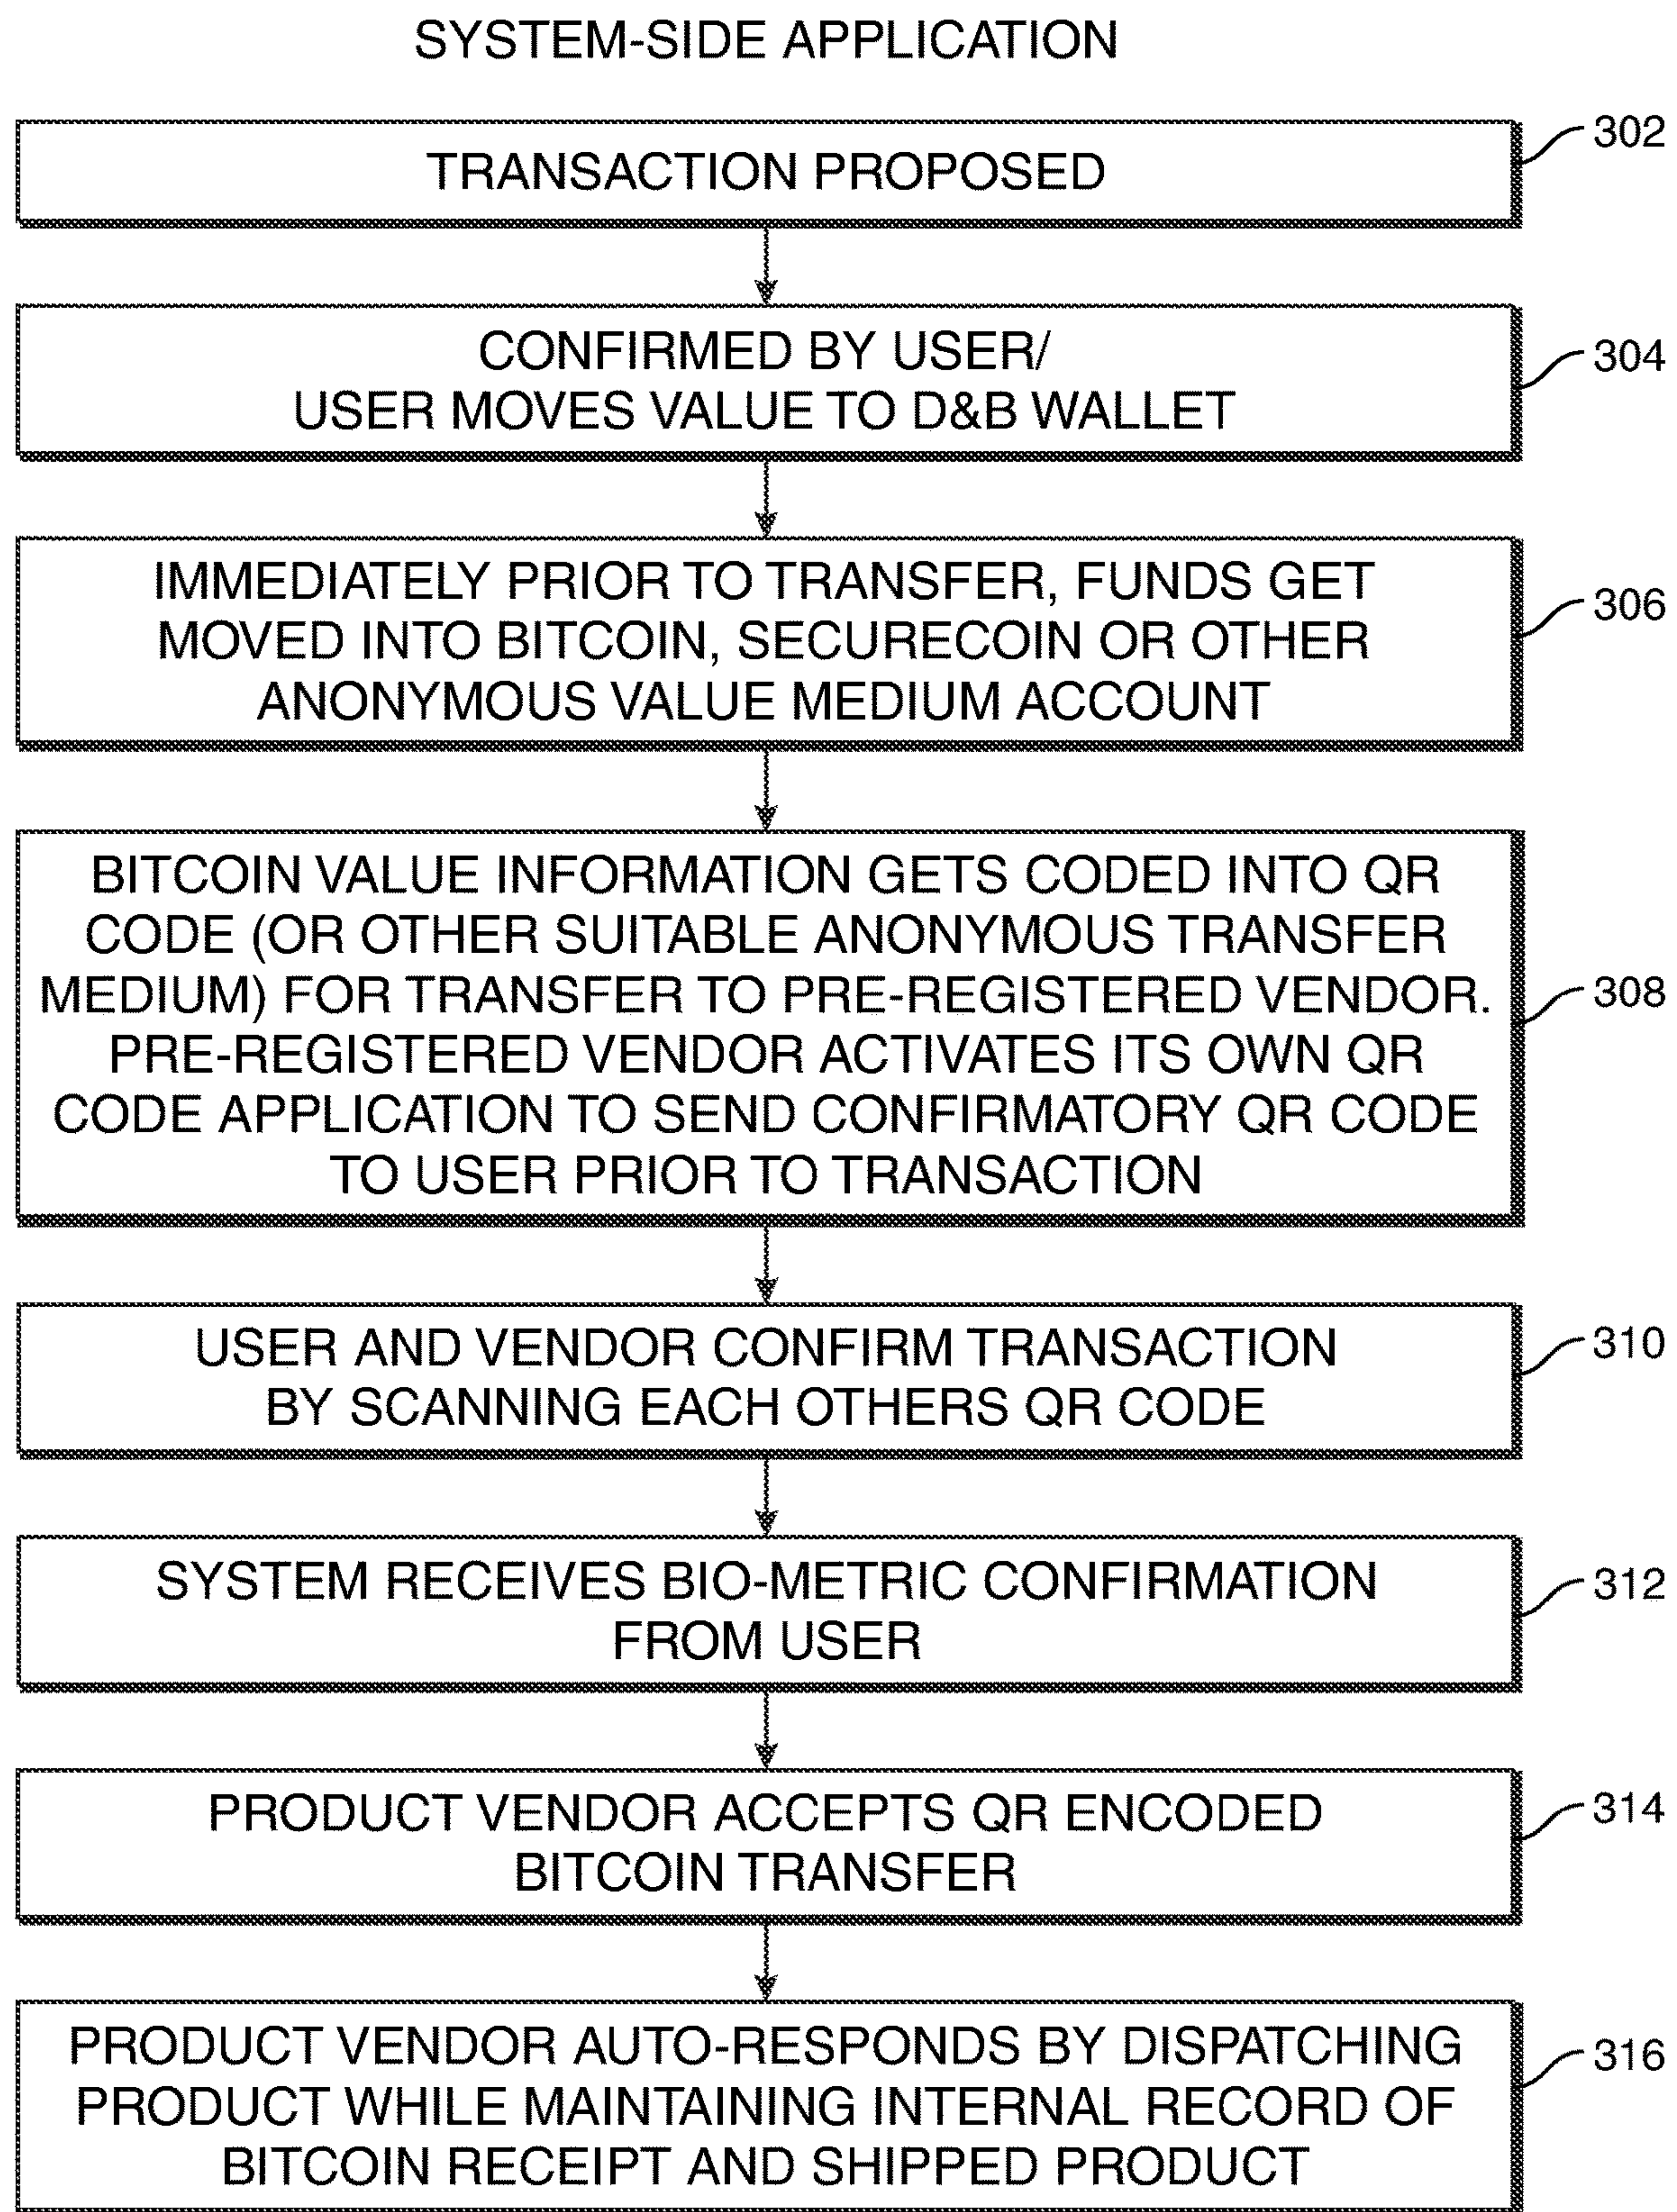 SYSTEM-SIDE APPLICATION
TRANSACTION PROPOSED
302
CONFIRMED BY USER/
USER MOVES VALUE TO D&B WALLET
304
IMMEDIATELY PRIOR TO TRANSFER, FUNDS GET
MOVED INTO BITCOIN, SECURECOIN OR OTHER
ANONYMOUS VALUE MEDIUM ACCOUNT
306
BITCOIN VALUE INFORMATION GETS CODED INTO QR
CODE (OR OTHER SUITABLE ANONYMOUS TRANSFER
MEDIUM) FOR TRANSFER TO PRE-REGISTERED VENDOR.
PRE-REGISTERED VENDOR ACTIVATES ITS OWN QR
CODE APPLICATION TO SEND CONFIRMATORY QR CODE
TO USER PRIOR TO TRANSACTION
308
USER AND VENDOR CONFIRM TRANSACTION
BY SCANNING EACH OTHERS QR CODE
310
SYSTEM RECEIVES BIO-METRIC CONFIRMATION
FROM USER
312
PRODUCT VENDOR ACCEPTS QR ENCODED
BITCOIN TRANSFER
314
PRODUCT VENDOR AUTO-RESPONDS BY DISPATCHING
PRODUCT WHILE MAINTAINING INTERNAL RECORD OF
BITCOIN RECEIPT AND SHIPPED PRODUCT
316